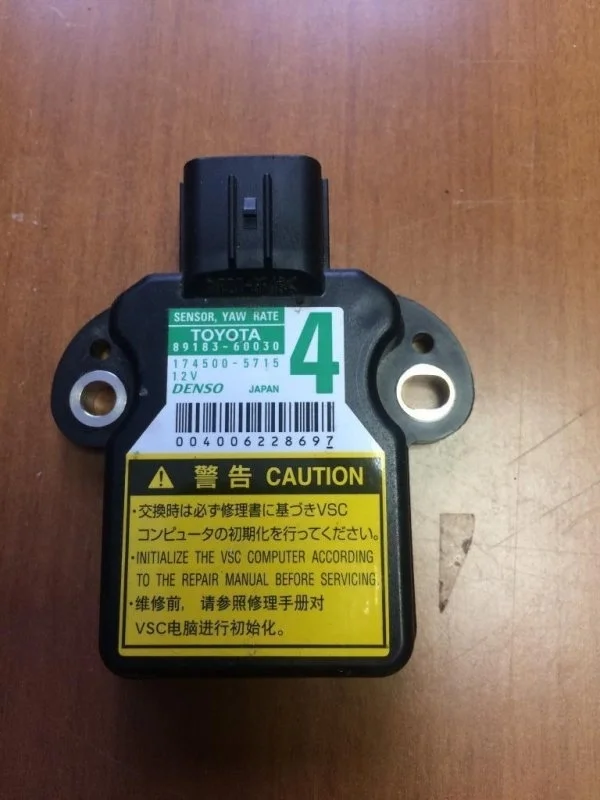 SENSOR, YAW RATE
TOYOTA
89183-60030
4
174500-5715
12V
DENSO JAPAN
004006228697
警告 CAUTION
・交換時は必ず修理書に基づきVSC
コンピュータの初期化を行ってください。
・INITIALIZE THE VSC COMPUTER ACCORDING
TO THE REPAIR MANUAL BEFORE SERVICING.
・维修前，请参照修理手册对
VSC电脑进行初始化。